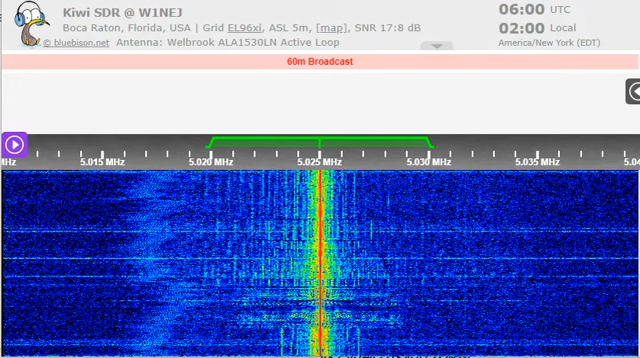 Kiwi SDR @ W1NEJ
Boca Raton, Florida, USA | Grid EL96xi, ASL 5m, [map], SNR 17:8 dB
© bluebison.net Antenna: Welbrook ALA1530LN Active Loop
06:00 UTC
02:00 Local
America/New York (EDT)
60m Broadcast
MHz 5.015 MHz 5.020 MHz 5.025 MHz 5.030 MHz 5.035 MHz 5.04